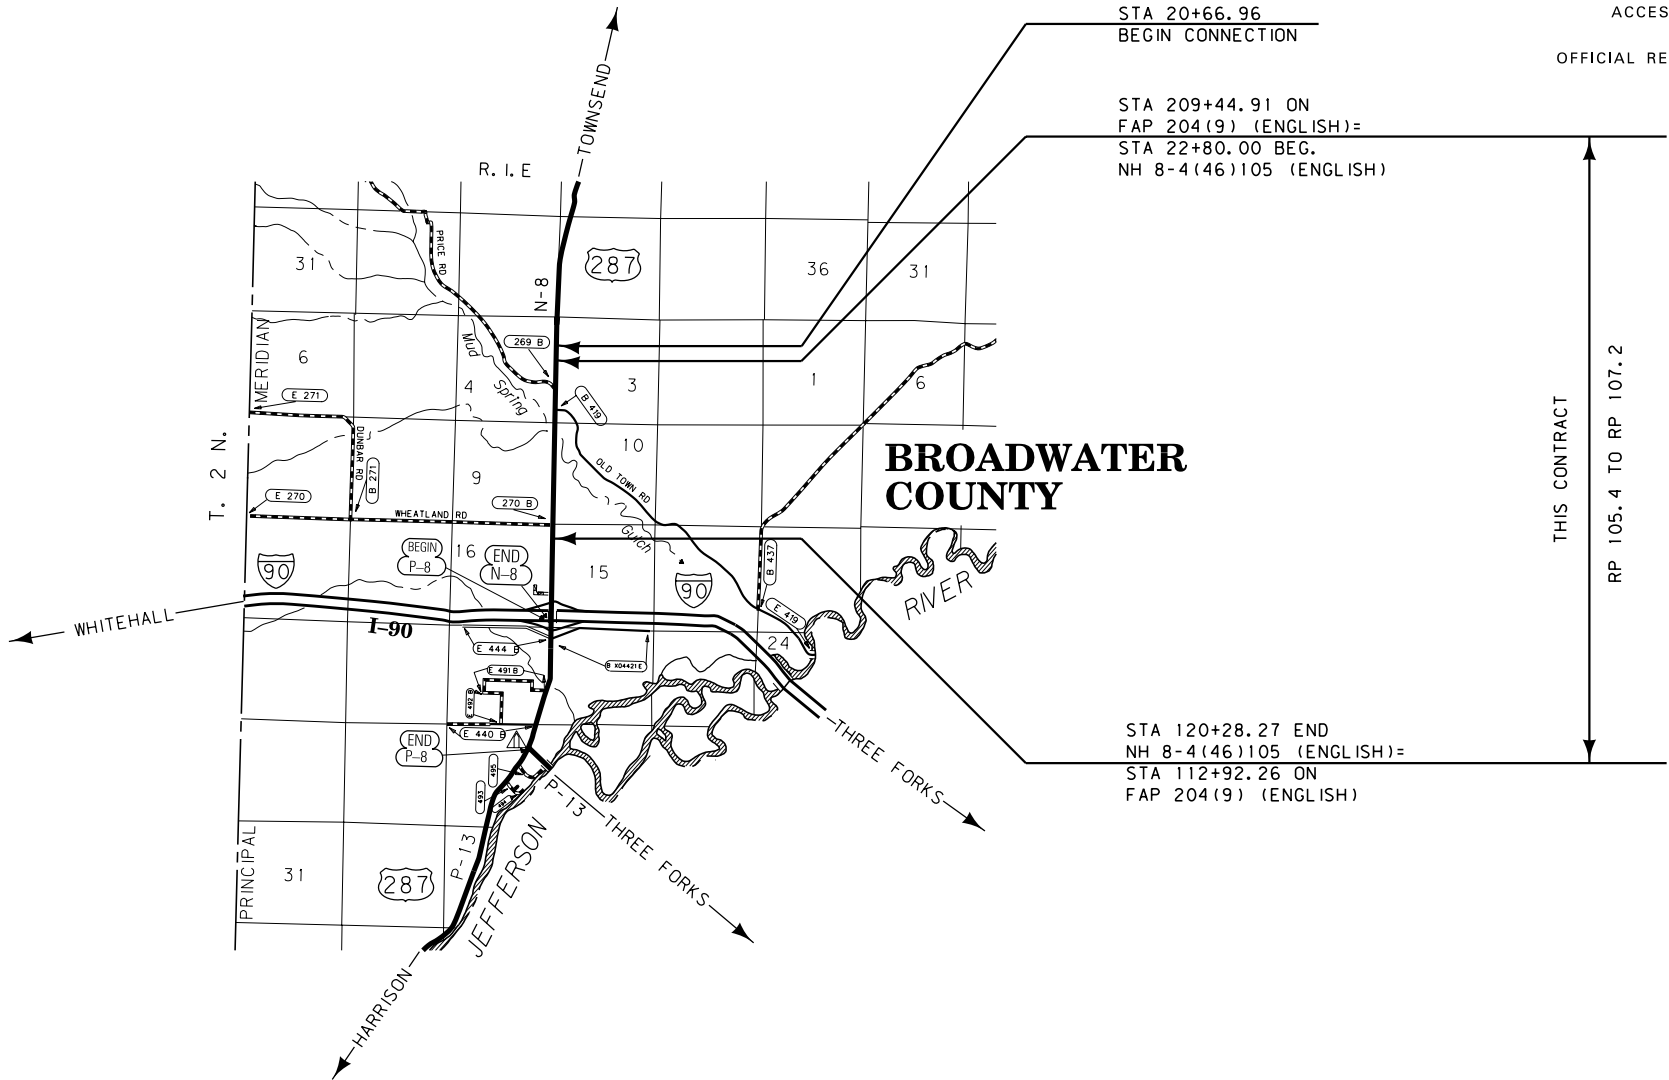 STA 20+66.96
BEGIN CONNECTION
ACCES
OFFICIAL RE
STA 209+44.91 ON
FAP 204(9) (ENGLISH)=
STA 22+80.00 BEG.
NH 8-4(46)105 (ENGLISH)
TOWNSEND
R. I. E
PRICE RD
31
N-8
287
36
31
MERIDIAN
6
269 B
Mud
Spring
4
3
1
6
E 271
B 419
T. 2 N.
DUNBAR RD
B 271
10
OLD TOWN RD
BROADWATER
COUNTY
THIS CONTRACT
RP 105.4 TO RP 107.2
9
E 270
270 B
WHEATLAND RD
Gulch
BEGIN
P-8
16
END
N-8
90
15
90
B 437
RIVER
E 419
WHITEHALL
I-90
E 444 B
24
B X04421 E
E 491 B
E 492 B
E 440 B
END
P-8
THREE FORKS
STA 120+28.27 END
NH 8-4(46)105 (ENGLISH)=
STA 112+92.26 ON
FAP 204(9) (ENGLISH)
495
493
P-13
THREE FORKS
P-13
PRINCIPAL
31
287
JEFFERSON
HARRISON